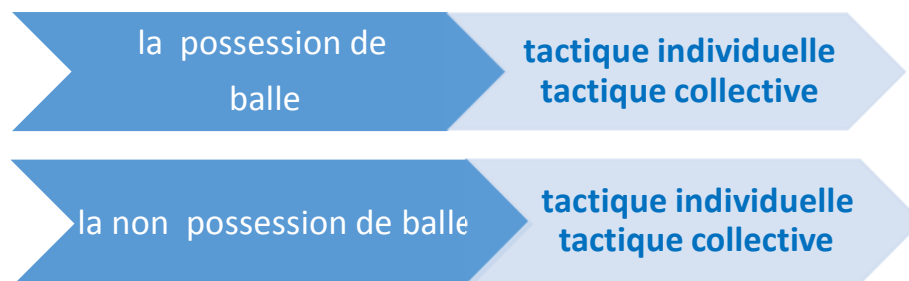 la possession de
balle
tactique individuelle
tactique collective
la non possession de balle
tactique individuelle
tactique collective